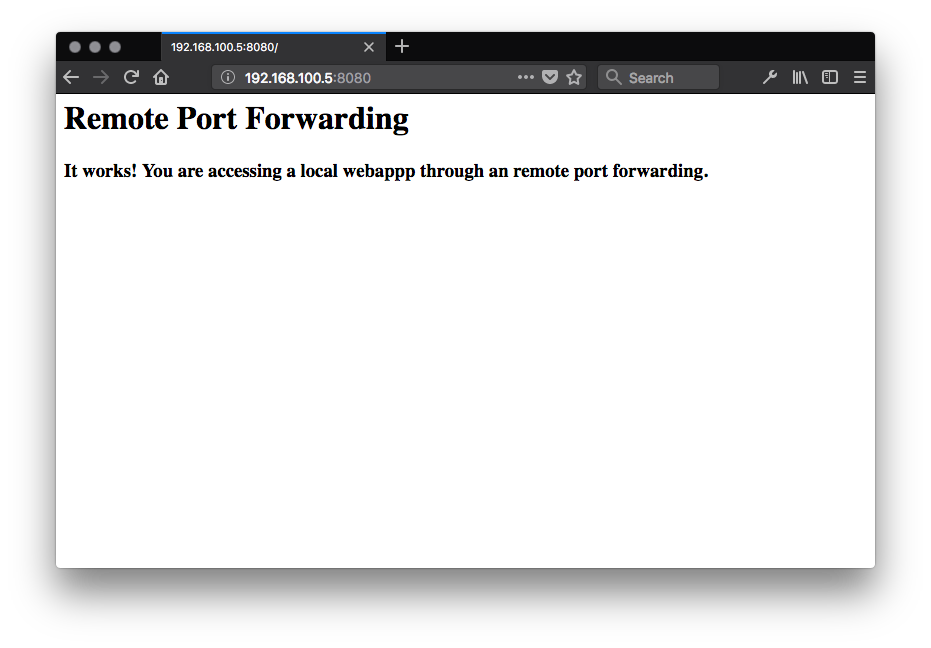 192.168.100.5:8080/
192.168.100.5:8080
Search
Remote Port Forwarding
It works! You are accessing a local webappp through an remote port forwarding.